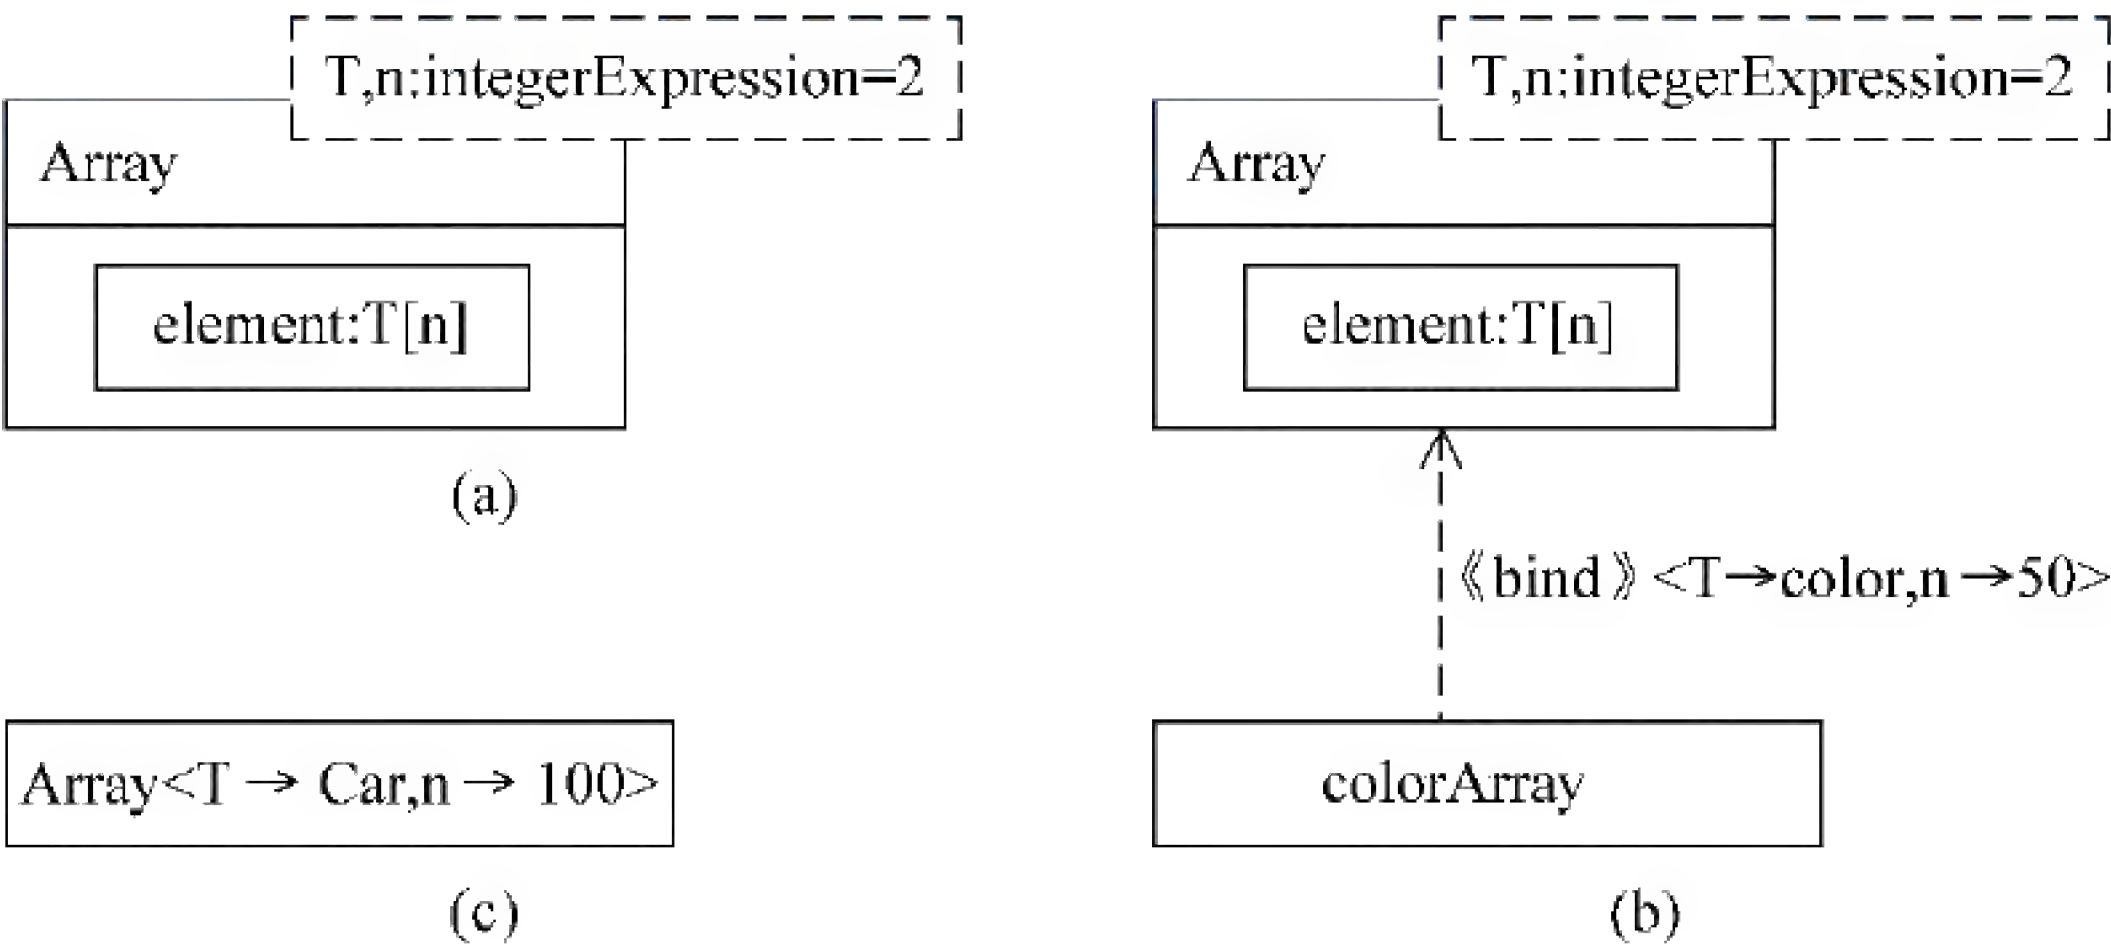 T,n:integerExpression=2
Array
element:T[n]
(a)
T,n:integerExpression=2
Array
element:T[n]
《bind》<T→color,n→50>
colorArray
(b)
Array<T → Car,n → 100>
(c)